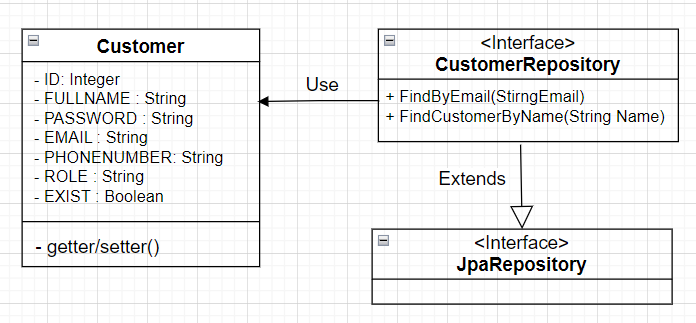 Customer
- ID: Integer
- FULLNAME : String
- PASSWORD : String
- EMAIL : String
- PHONENUMBER: String
- ROLE : String
- EXIST : Boolean
- getter/setter()
Use
<Interface>
CustomerRepository
+ FindByEmail(StirngEmail)
+ FindCustomerByName(String Name)
Extends
<Interface>
JpaRepository